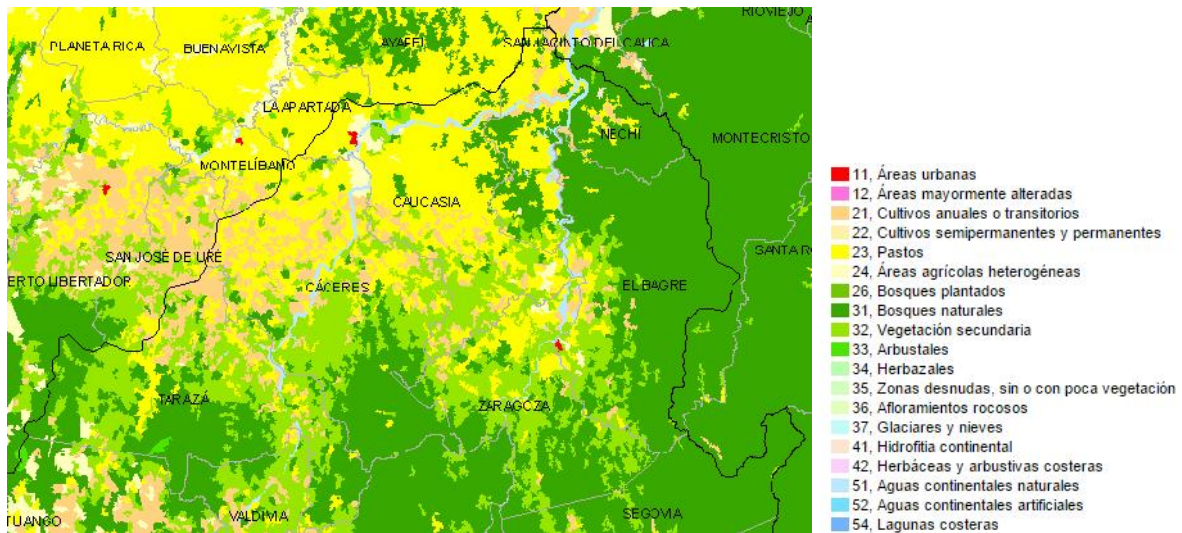 RIOVIEJO
PLANETA RICA
BUENAVISTA
AYAPEL
SAN JACINTO DEL CAUCA
LA APARTADA
NECHÍ
MONTECRISTO
MONTELÍBANO
CAUCASIA
SAN JOSÉ DE URÉ
SANTA RO
ERTO LIBERTADOR
CÁCERES
EL BAGRE
TARAZÁ
ZARAGOZA
TUANGO
VALDIVIA
SEGOVIA
11, Áreas urbanas
12, Áreas mayormente alteradas
21, Cultivos anuales o transitorios
22, Cultivos semipermanentes y permanentes
23, Pastos
24, Áreas agrícolas heterogéneas
26, Bosques plantados
31, Bosques naturales
32, Vegetación secundaria
33, Arbustales
34, Herbazales
35, Zonas desnudas, sin o con poca vegetación
36, Afloramientos rocosos
37, Glaciares y nieves
41, Hidrofitia continental
42, Herbáceas y arbustivas costeras
51, Aguas continentales naturales
52, Aguas continentales artificiales
54, Lagunas costeras